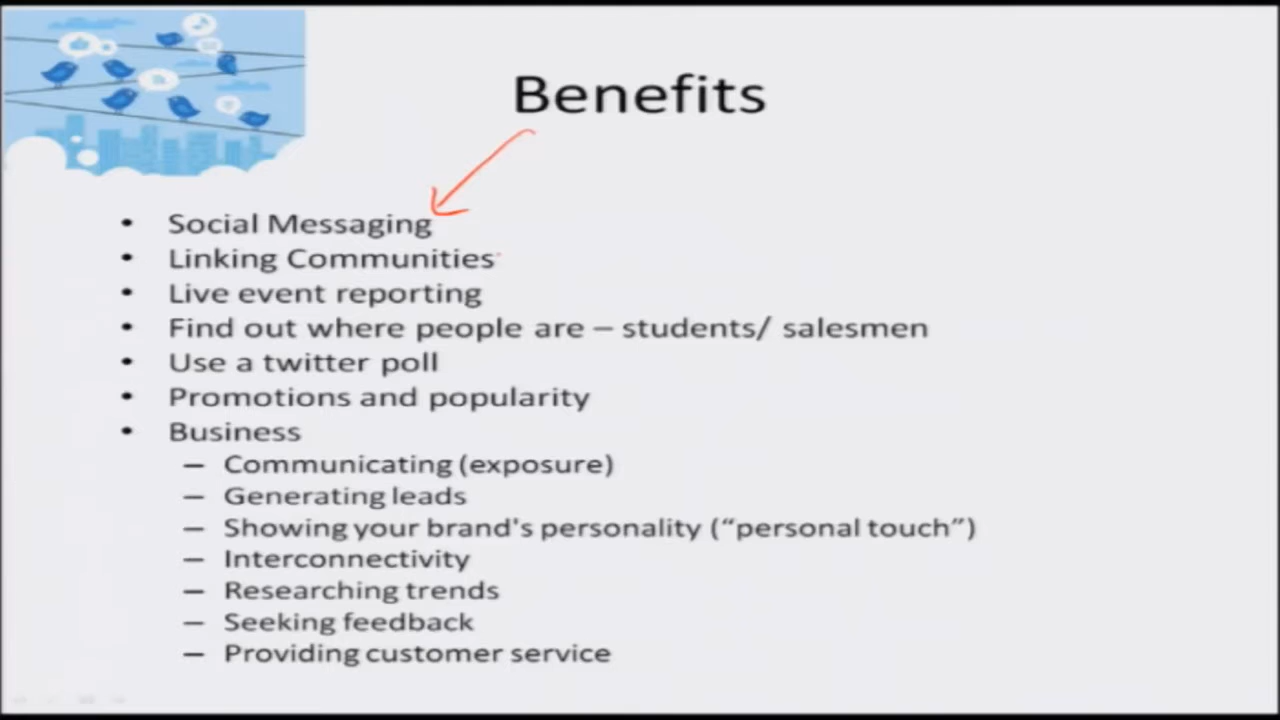 Benefits
• Social Messaging
• Linking Communities
• Live event reporting
• Find out where people are – students/ salesmen
• Use a twitter poll
• Promotions and popularity
• Business
– Communicating (exposure)
– Generating leads
– Showing your brand's personality (“personal touch”)
– Interconnectivity
– Researching trends
– Seeking feedback
– Providing customer service